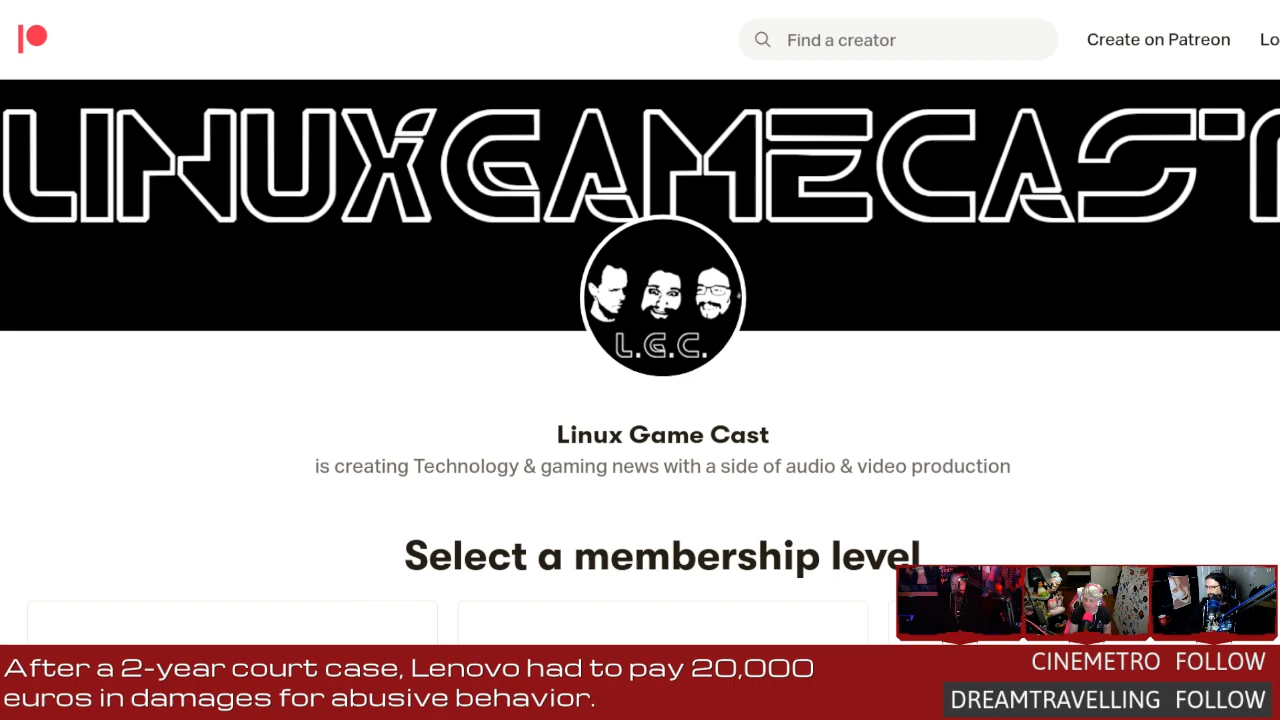 Find a creator
Create on Patreon
Lo
LINUXGAMECAST
L.G.C.
Linux Game Cast
is creating Technology & gaming news with a side of audio & video production
Select a membership level
After a 2-year court case, Lenovo had to pay 20,000
euros in damages for abusive behavior.
CINEMETRO FOLLOW
DREAMTRAVELLING FOLLOW